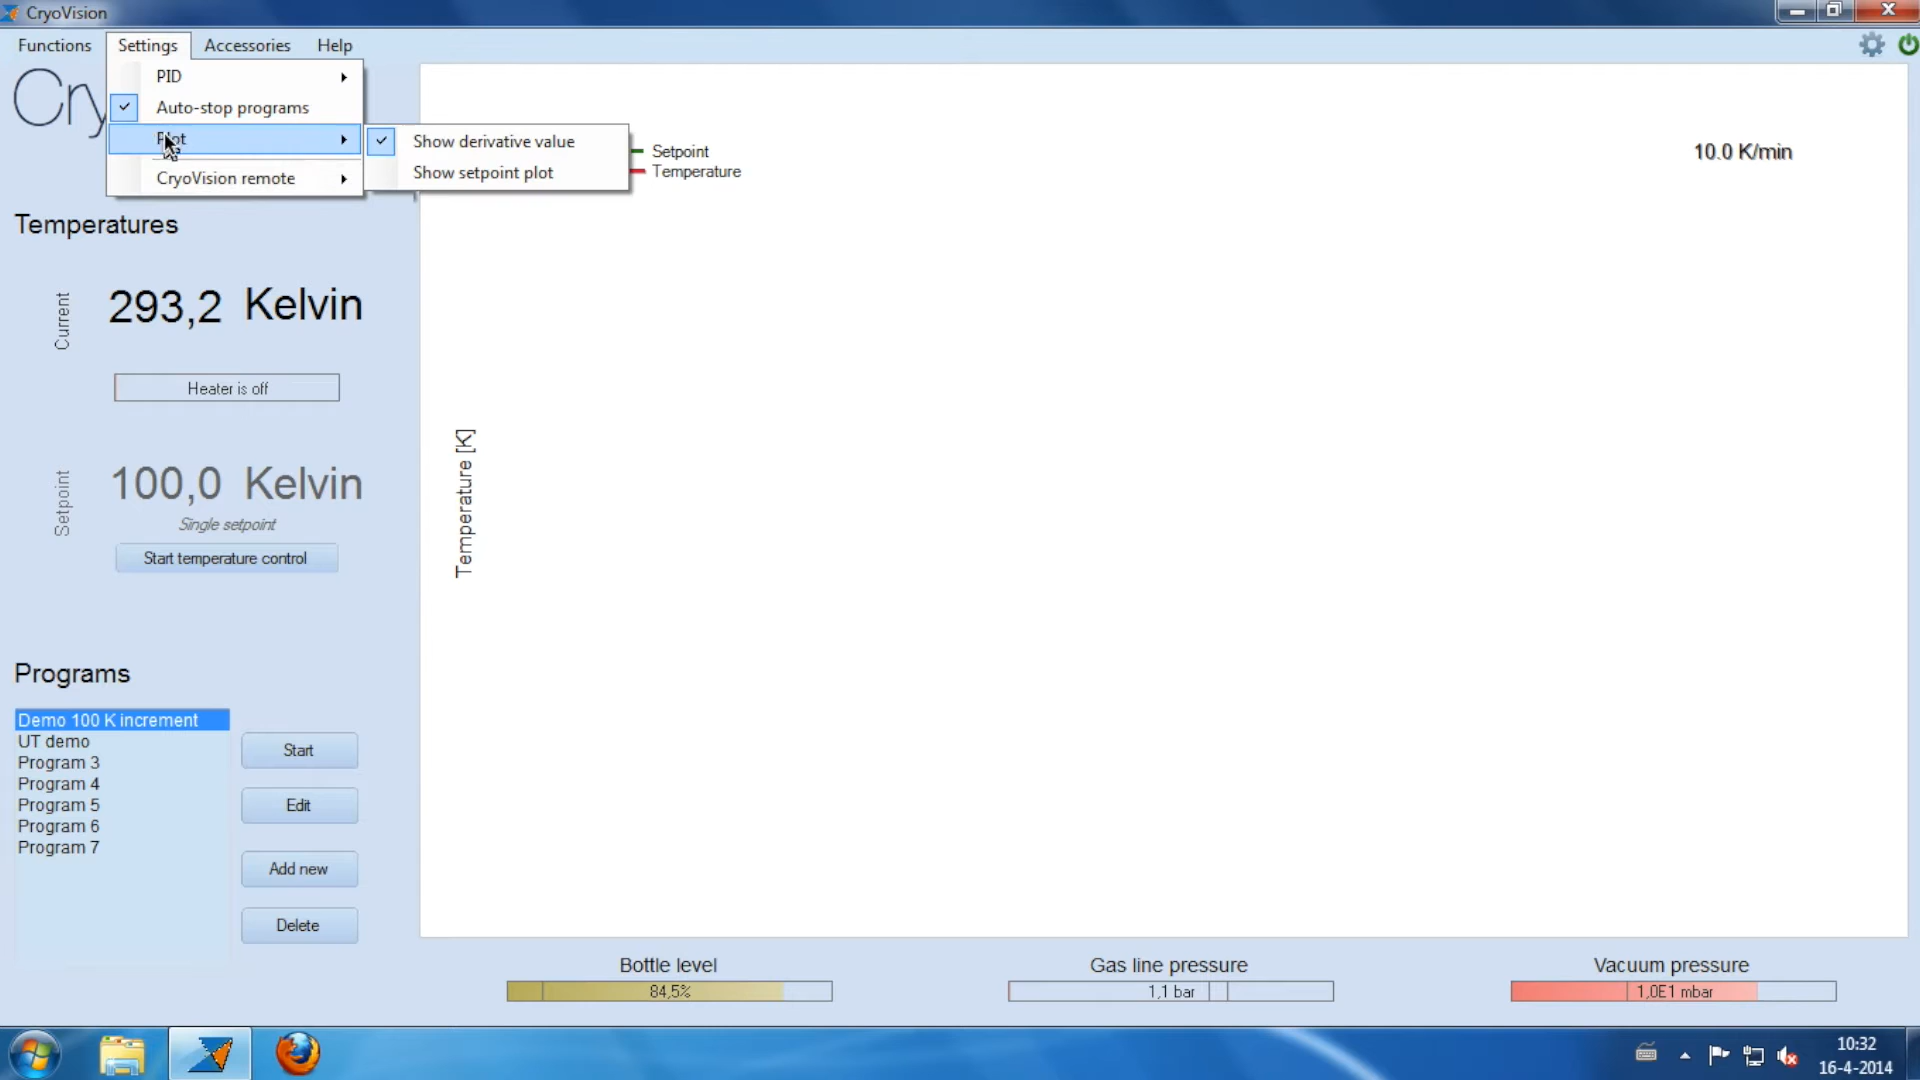 CryoVision
Functions Settings Accessories Help
Cry
PID
Auto-stop programs
Plot
CryoVision remote
Show derivative value
Show setpoint plot
Setpoint
Temperature
10.0 K/min
Temperatures
Current
293,2 Kelvin
Heater is off
Setpoint
100,0 Kelvin
Single setpoint
Start temperature control
Temperature [K]
Programs
Demo 100 K increment
UT demo
Program 3
Program 4
Program 5
Program 6
Program 7
Start
Edit
Add new
Delete
Bottle level
84,5%
Gas line pressure
1,1 bar
Vacuum pressure
1,0E1 mbar
10:32
16-4-2014